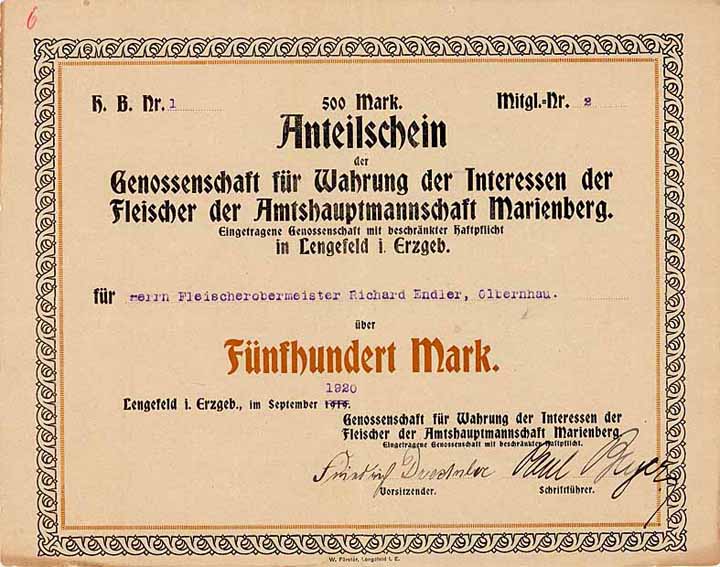 6
H. B. Nr. 1 500 Mark. Mitgl.=Nr. 2
Anteilschein
der
Genossenschaft für Wahrung der Interessen der
Fleischer der Amtshauptmannschaft Marienberg.
Eingetragene Genossenschaft mit beschränkter Haftpflicht
in Lengefeld i. Erzgeb.
für Herrn Fleischerobermeister Richard Endler, Olbernhau.
über
Fünfhundert Mark.
1920
Lengefeld i. Erzgeb., im September 1919.
Genossenschaft für Wahrung der Interessen der
Fleischer der Amtshauptmannschaft Marienberg
Eingetragene Genossenschaft mit beschränkter Haftpflicht.
Friedrich Paul
Vorsitzender. Schriftführer.
W. Förster, Lengefeld i. E.